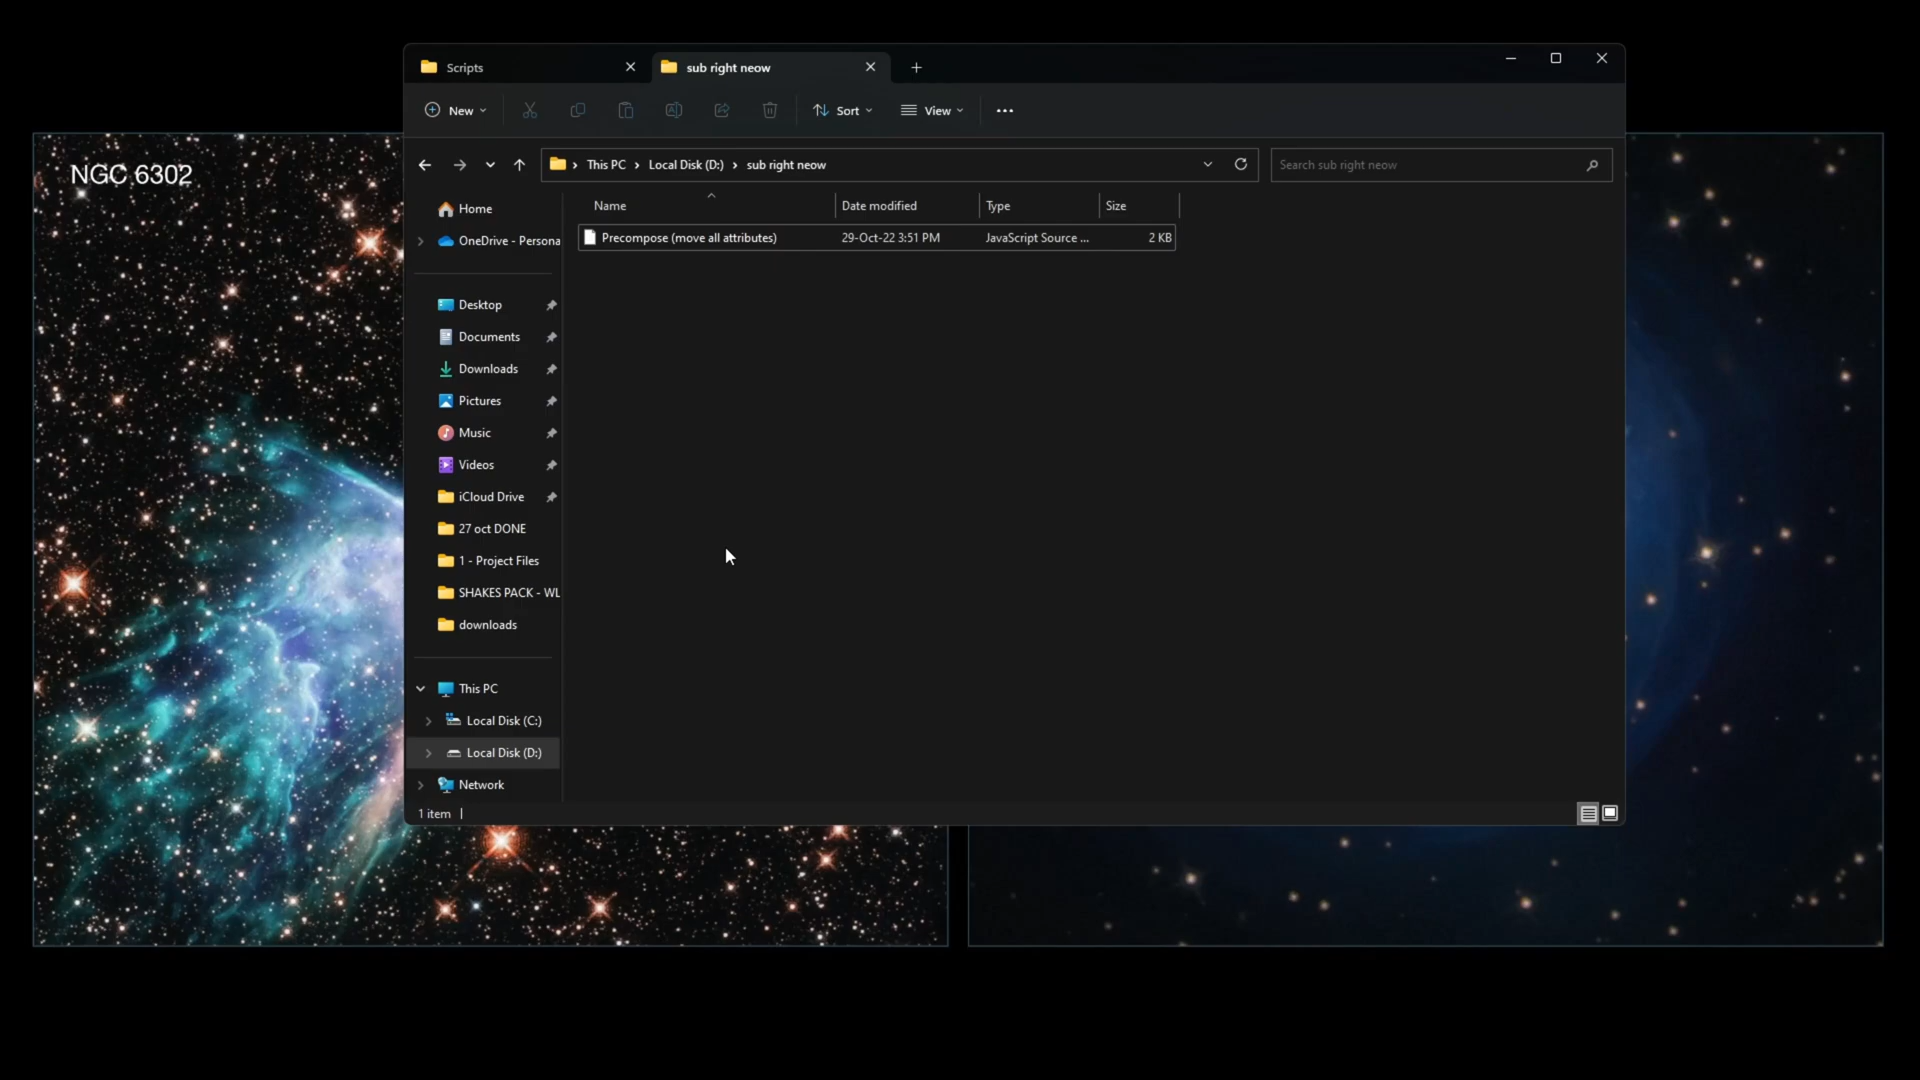 Scripts
sub right neow
New
Sort
View
This PC
Local Disk (D:)
sub right neow
Search sub right neow
NGC 6302
Name
Date modified
Type
Size
Precompose (move all attributes)
29-Oct-22 3:51 PM
JavaScript Source ...
2 KB
Home
OneDrive - Persona
Desktop
Documents
Downloads
Pictures
Music
Videos
iCloud Drive
27 oct DONE
1 - Project Files
SHAKES PACK - WL
downloads
This PC
Local Disk (C:)
Local Disk (D:)
Network
1 item